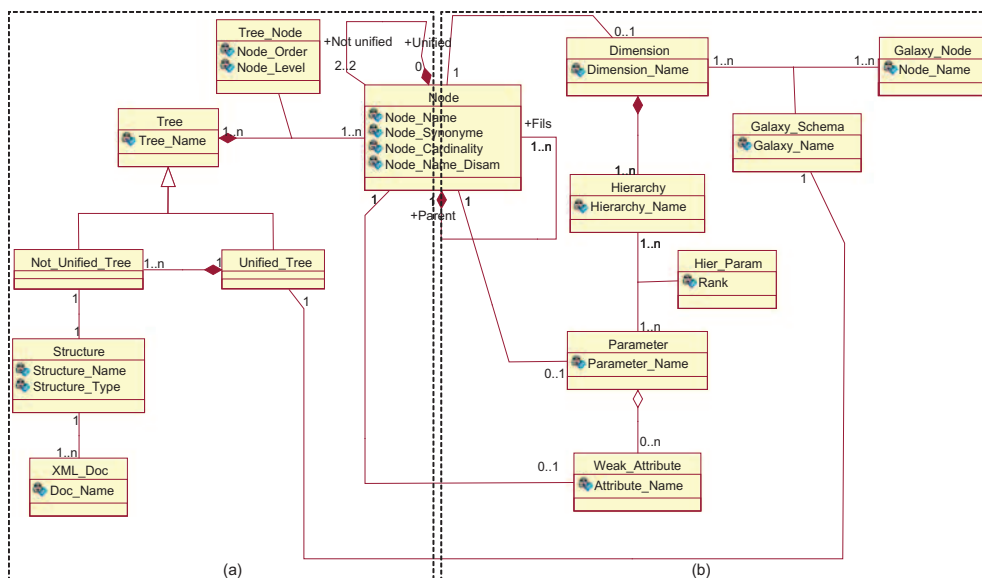 Tree_Node
Node_Order
Node_Level
+Not unified
2..2
+Unified
0
1
0..1
Node
Node_Name
Node_Synonyme
Node_Cardinality
Node_Name_Disam
1..n
1..n
+Fils
1..n
+Parent
1
1
1
Tree
Tree_Name
Not_Unified_Tree
1..n
1
Unified_Tree
1
1
1
Structure
Structure_Name
Structure_Type
1
1..n
XML_Doc
Doc_Name
(a)
Dimension
Dimension_Name
1..n
1..n
Galaxy_Node
Node_Name
Galaxy_Schema
Galaxy_Name
1
1..n
Hierarchy
Hierarchy_Name
1..n
Hier_Param
Rank
1..n
Parameter
Parameter_Name
0..1
0..n
Weak_Attribute
Attribute_Name
0..1
(b)